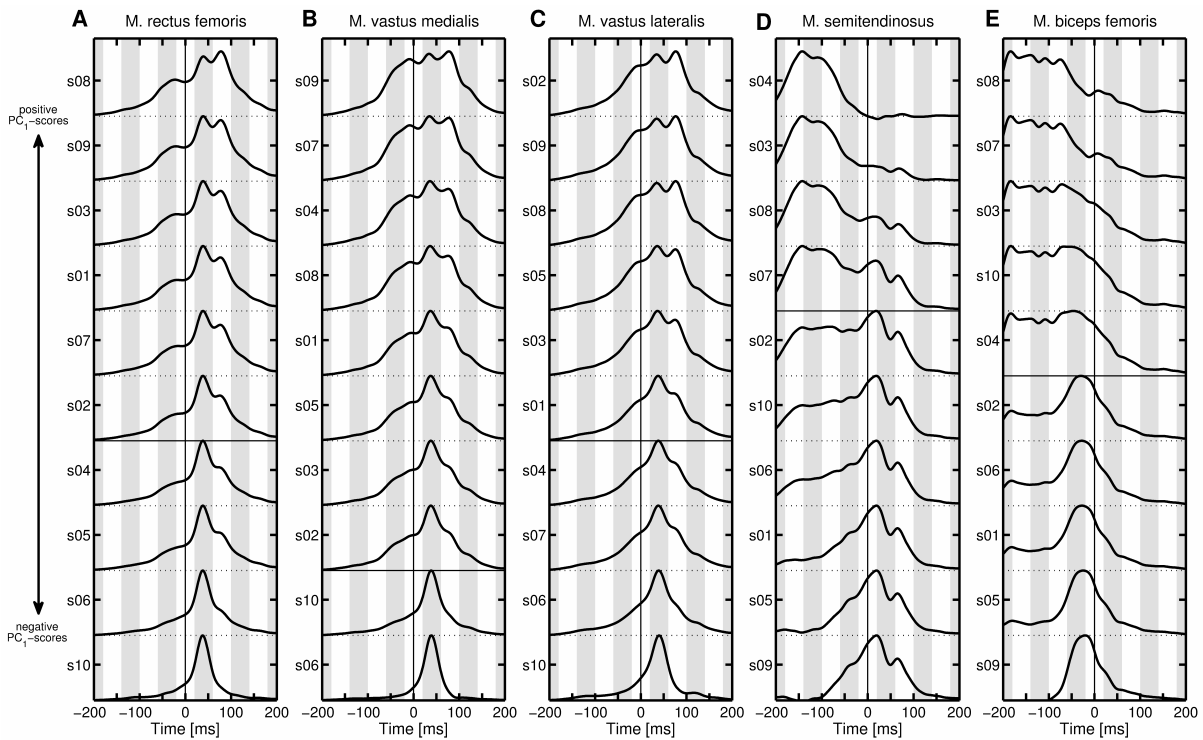 A M. rectus femoris
B M. vastus medialis
C M. vastus lateralis
D M. semitendinosus
E M. biceps femoris
positive
PC1−scores
negative
PC1−scores
s08
s09
s03
s01
s07
s02
s04
s05
s06
s10
−200 −100 0 100 200
Time [ms]
s09
s07
s04
s08
s01
s05
s03
s02
s10
s06
−200 −100 0 100 200
Time [ms]
s02
s09
s08
s05
s03
s01
s04
s07
s06
s10
−200 −100 0 100 200
Time [ms]
s04
s03
s08
s07
s02
s10
s06
s01
s05
s09
−200 −100 0 100 200
Time [ms]
s08
s07
s03
s10
s04
s02
s06
s01
s05
s09
−200 −100 0 100 200
Time [ms]